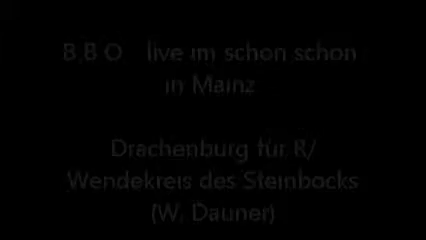 B B O live im schon schon
in Mainz
Drachenburg für R/
Wendekreis des Steinbocks
(W. Dauner)